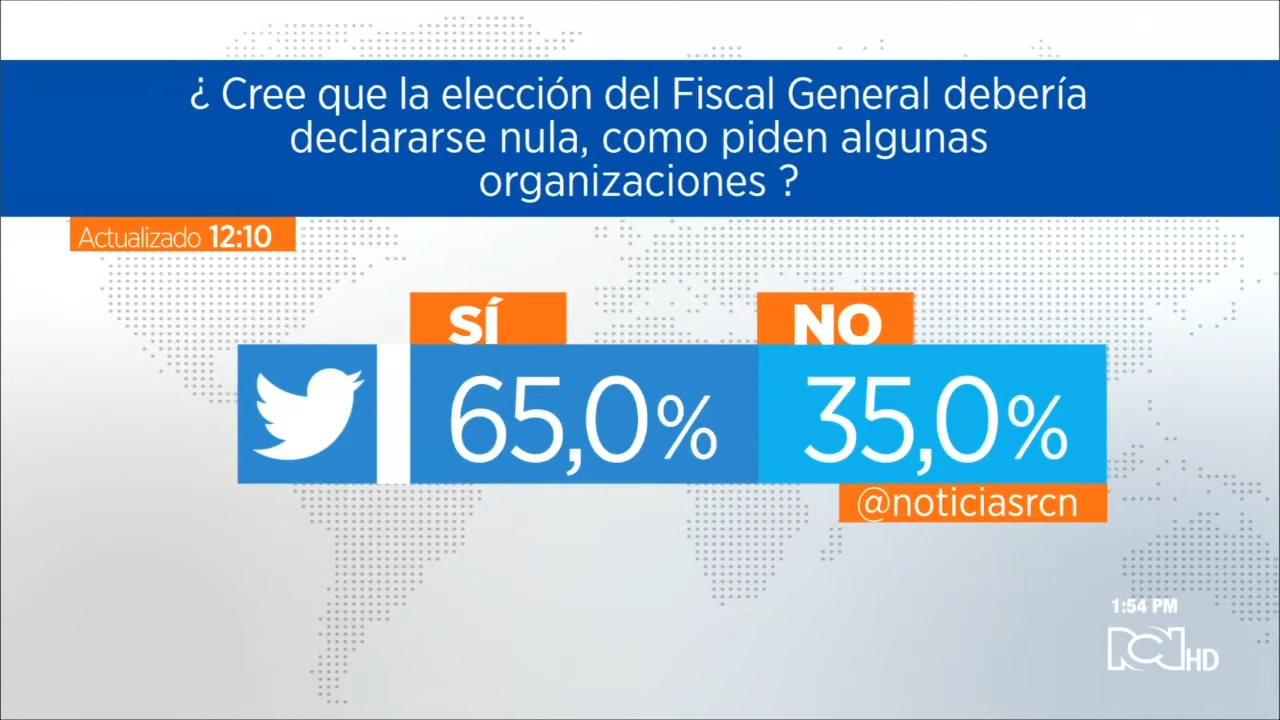 ¿ Cree que la elección del Fiscal General debería
declararse nula, como piden algunas
organizaciones ?
Actualizado 12:10
SÍ NO
65,0% 35,0%
@noticiasrcn
1:54 PM
RCN HD